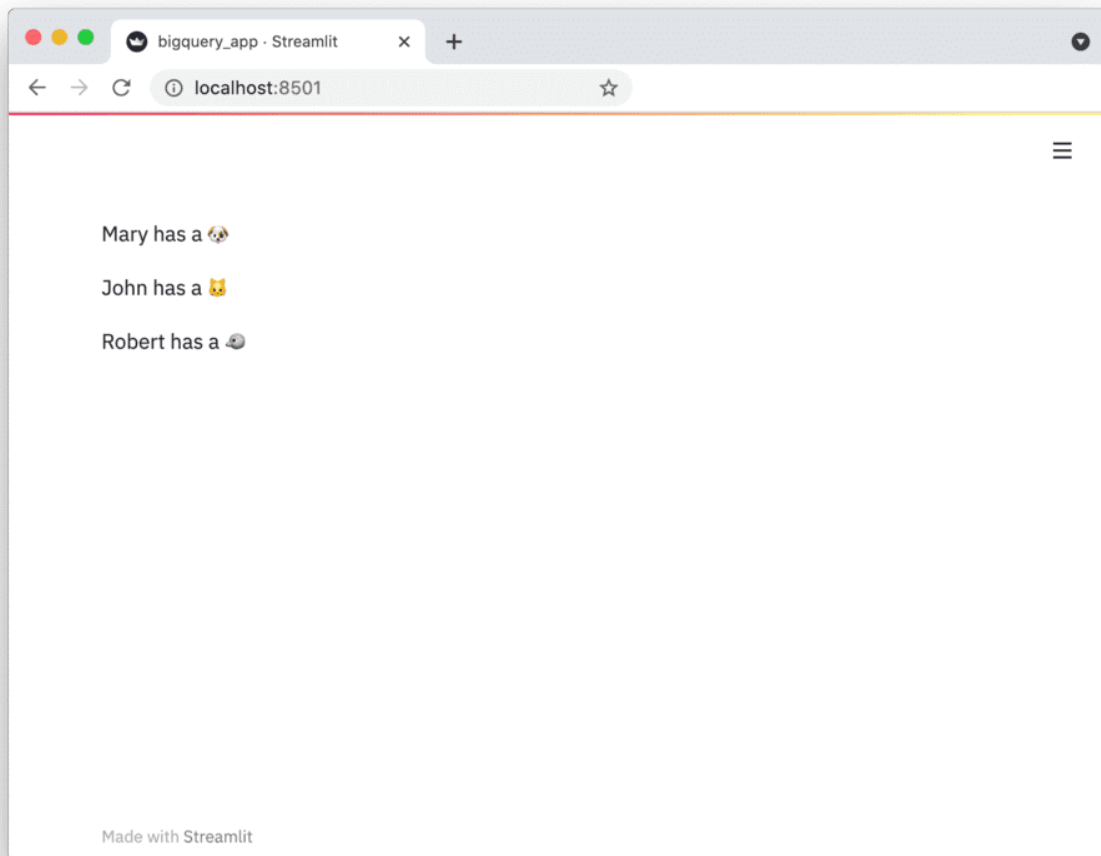 bigquery_app · Streamlit
localhost:8501
Mary has a 🐶
John has a 🐱
Robert has a 🐦
Made with Streamlit